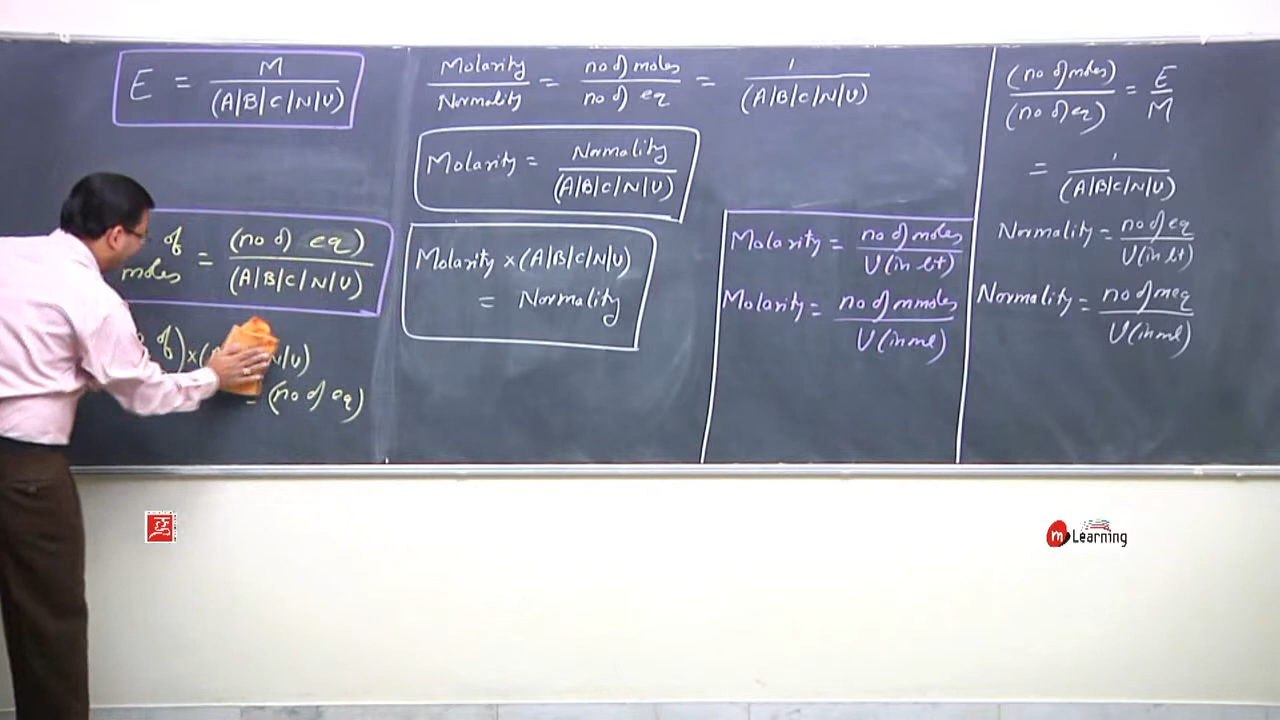 E = M / (A|B|C|N|U)
of moles = (no of eq) / (A|B|C|N|U)
of) × ( N|U)
= (no of eq)
Molarity / Normality = no of moles / no of eq = 1 / (A|B|C|N|U)
Molarity = Normality / (A|B|C|N|U)
Molarity × (A|B|C|N|U)
= Normality
Molarity = no of moles / V (in lt)
Molarity = no of mmoles / V (in ml)
(no of moles) / (no of eq) = E / M
= 1 / (A|B|C|N|U)
Normality = no of eq / V (in lt)
Normality = no of meq / V (in ml)
m Learning